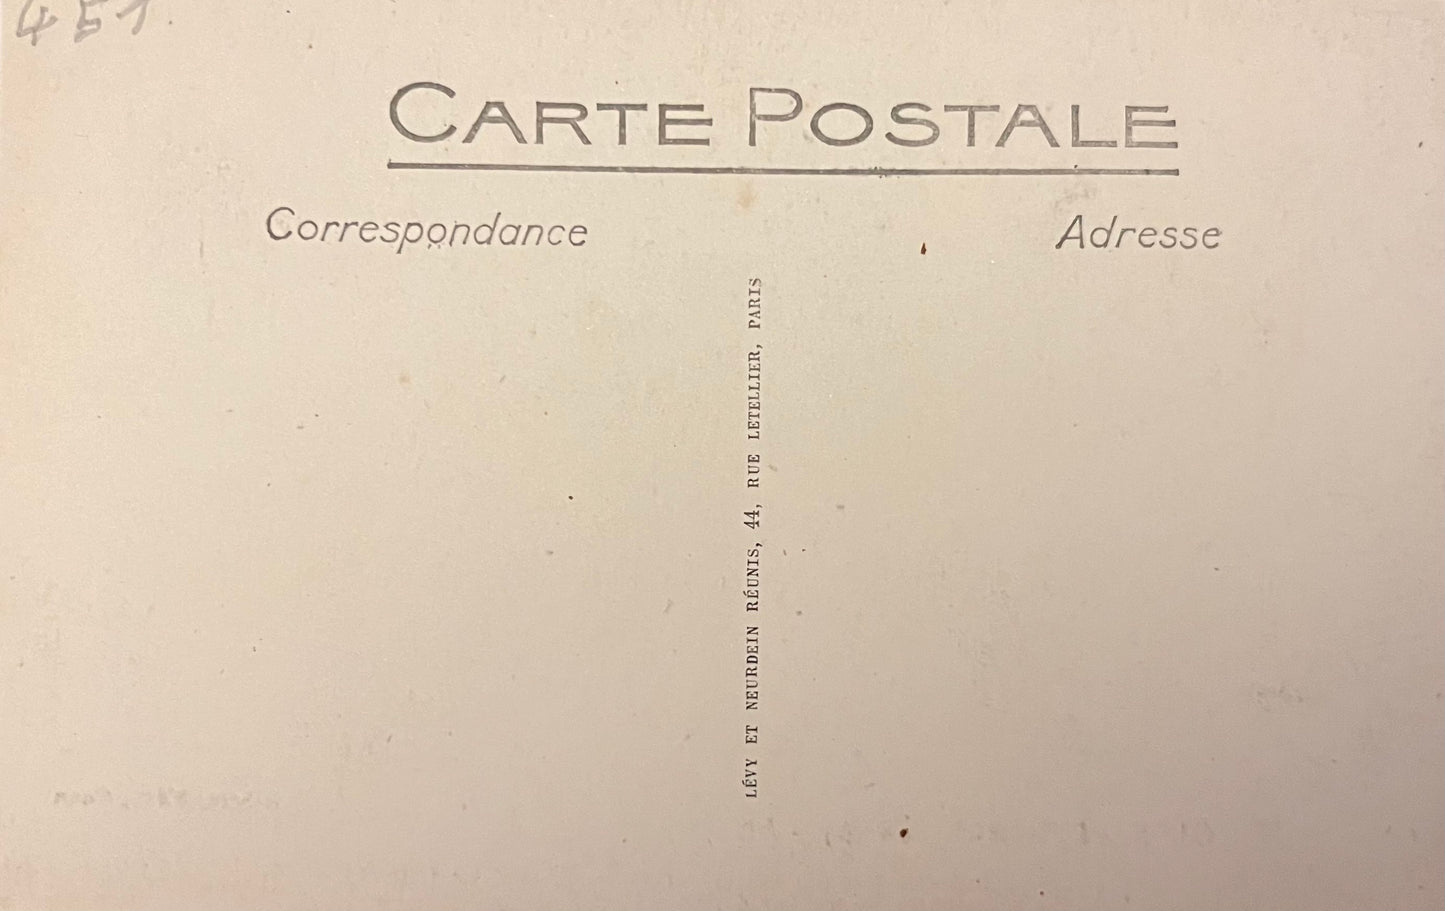 451.
CARTE POSTALE
Correspondance
Adresse
LÉVY ET NEURDEIN RÉUNIS, 44, RUE LETELLIER, PARIS